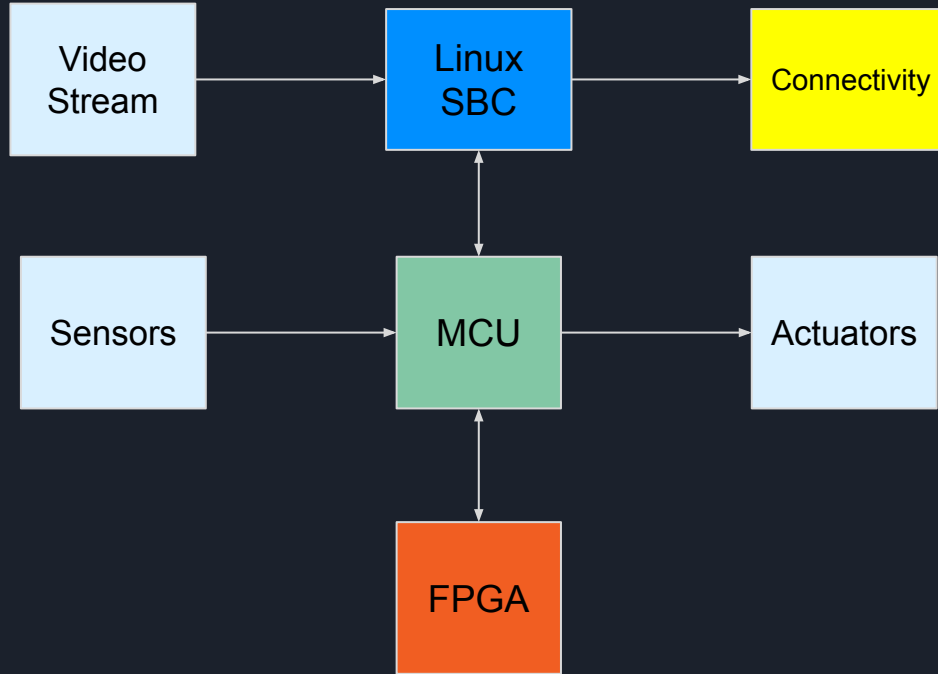 Video
Stream
Linux
SBC
Connectivity
Sensors
MCU
Actuators
FPGA